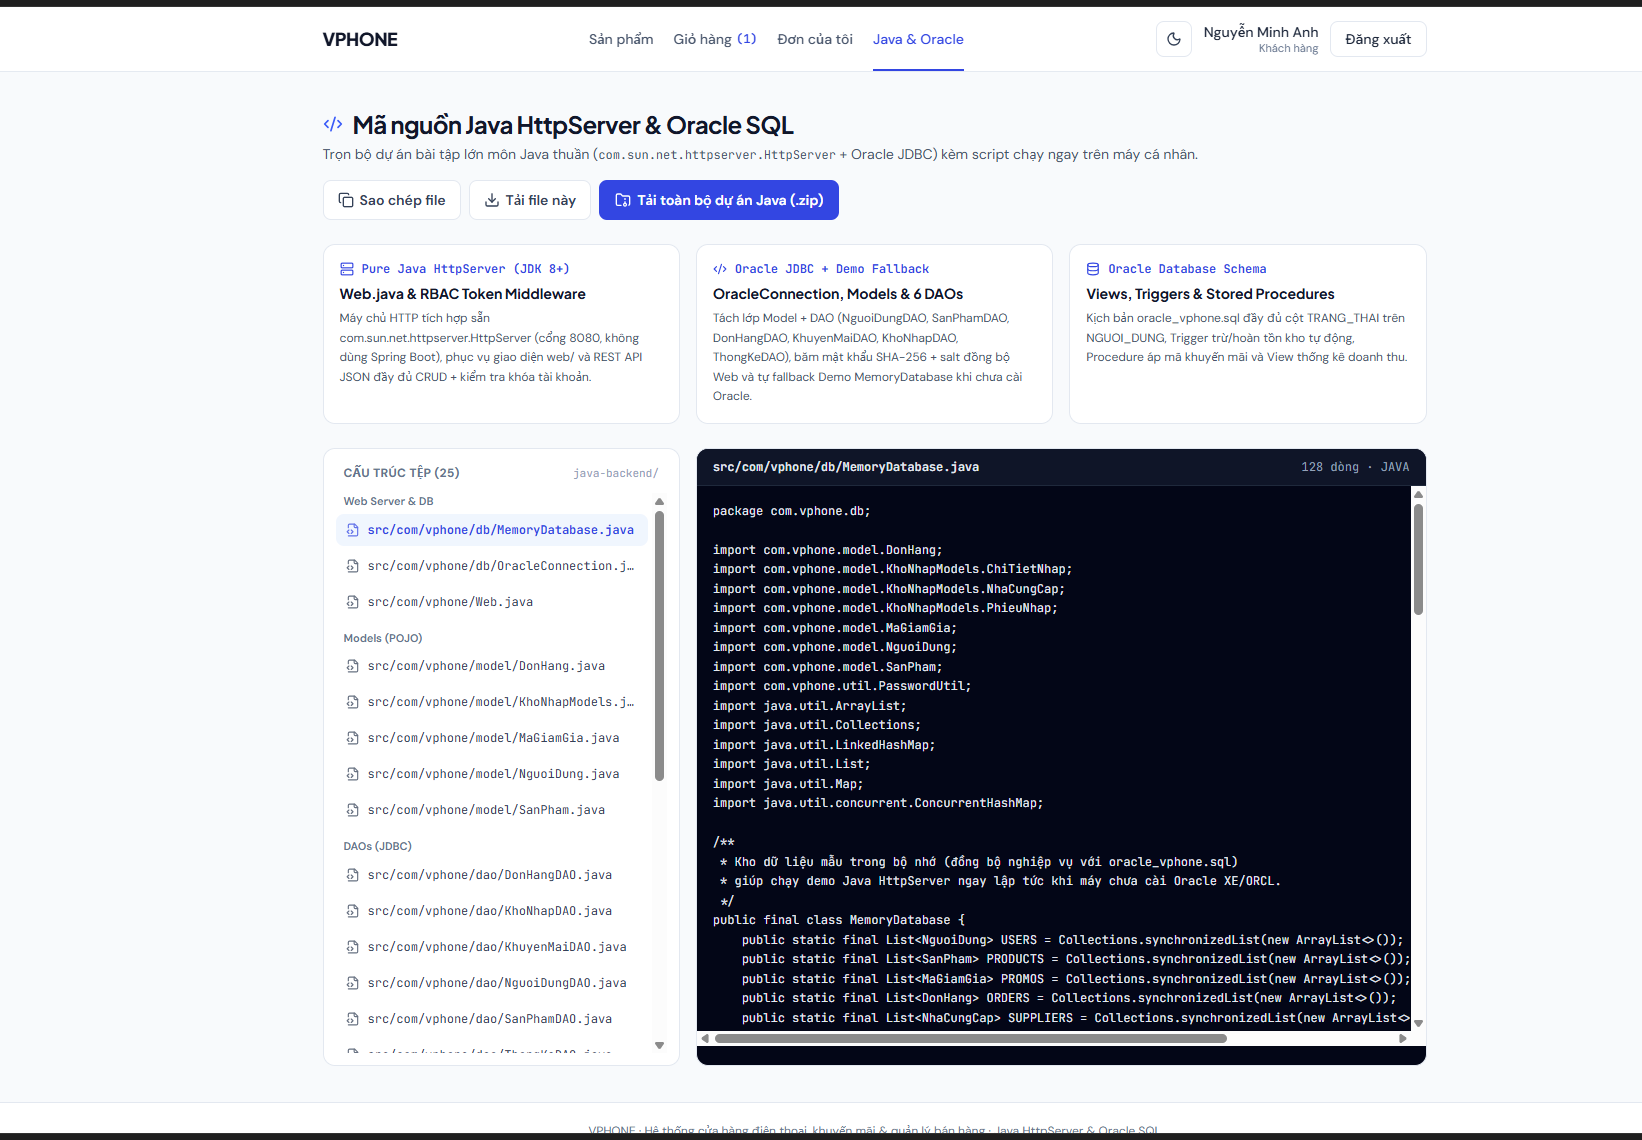 VPHONE
Sản phẩm
Giỏ hàng (1)
Đơn của tôi
Java & Oracle
Nguyễn Minh Anh
Khách hàng
Đăng xuất
Mã nguồn Java HttpServer & Oracle SQL
Trọn bộ dự án bài tập lớn môn Java thuần (com.sun.net.httpserver.HttpServer + Oracle JDBC) kèm script chạy ngay trên máy cá nhân.
Sao chép file
Tải file này
Tải toàn bộ dự án Java (.zip)
Pure Java HttpServer (JDK 8+)
Web.java & RBAC Token Middleware
Máy chủ HTTP tích hợp sẵn
com.sun.net.httpserver.HttpServer (cổng 8080, không
dùng Spring Boot), phục vụ giao diện web/ và REST API
JSON đầy đủ CRUD + kiểm tra khóa tài khoản.
Oracle JDBC + Demo Fallback
OracleConnection, Models & 6 DAOs
Tách lớp Model + DAO (NguoiDungDAO, SanPhamDAO,
DonHangDAO, KhuyenMaiDAO, KhoNhapDAO,
ThongKeDAO), băm mật khẩu SHA-256 + salt đồng bộ
Web và tự fallback Demo MemoryDatabase khi chưa cài
Oracle.
Oracle Database Schema
Views, Triggers & Stored Procedures
Kịch bản oracle_vphone.sql đầy đủ cột TRANG_THAI trên
NGUOI_DUNG, Trigger trừ/hoàn tồn kho tự động,
Procedure áp mã khuyến mãi và View thống kê doanh thu.
CẤU TRÚC TỆP (25)
java-backend/
Web Server & DB
src/com/vphone/db/MemoryDatabase.java
src/com/vphone/db/OracleConnection.j…
src/com/vphone/Web.java
Models (POJO)
src/com/vphone/model/DonHang.java
src/com/vphone/model/KhoNhapModels.j…
src/com/vphone/model/MaGiamGia.java
src/com/vphone/model/NguoiDung.java
src/com/vphone/model/SanPham.java
DAOs (JDBC)
src/com/vphone/dao/DonHangDAO.java
src/com/vphone/dao/KhoNhapDAO.java
src/com/vphone/dao/KhuyenMaiDAO.java
src/com/vphone/dao/NguoiDungDAO.java
src/com/vphone/dao/SanPhamDAO.java
src/com/vphone/db/MemoryDatabase.java
128 dòng · JAVA
package com.vphone.db;
import com.vphone.model.DonHang;
import com.vphone.model.KhoNhapModels.ChiTietNhap;
import com.vphone.model.KhoNhapModels.NhaCungCap;
import com.vphone.model.KhoNhapModels.PhieuNhap;
import com.vphone.model.MaGiamGia;
import com.vphone.model.NguoiDung;
import com.vphone.model.SanPham;
import com.vphone.util.PasswordUtil;
import java.util.ArrayList;
import java.util.Collections;
import java.util.LinkedHashMap;
import java.util.List;
import java.util.Map;
import java.util.concurrent.ConcurrentHashMap;
/**
* Kho dữ liệu mẫu trong bộ nhớ (đồng bộ nghiệp vụ với oracle_vphone.sql)
* giúp chạy demo Java HttpServer ngay lập tức khi máy chưa cài Oracle XE/ORCL.
*/
public final class MemoryDatabase {
public static final List<NguoiDung> USERS = Collections.synchronizedList(new ArrayList<>());
public static final List<SanPham> PRODUCTS = Collections.synchronizedList(new ArrayList<>());
public static final List<MaGiamGia> PROMOS = Collections.synchronizedList(new ArrayList<>());
public static final List<DonHang> ORDERS = Collections.synchronizedList(new ArrayList<>());
public static final List<NhaCungCap> SUPPLIERS = Collections.synchronizedList(new ArrayList<>
VPHONE · Hệ thống cửa hàng điện thoại, khuyến mãi & quản lý bán hàng · Java HttpServer & Oracle SQL